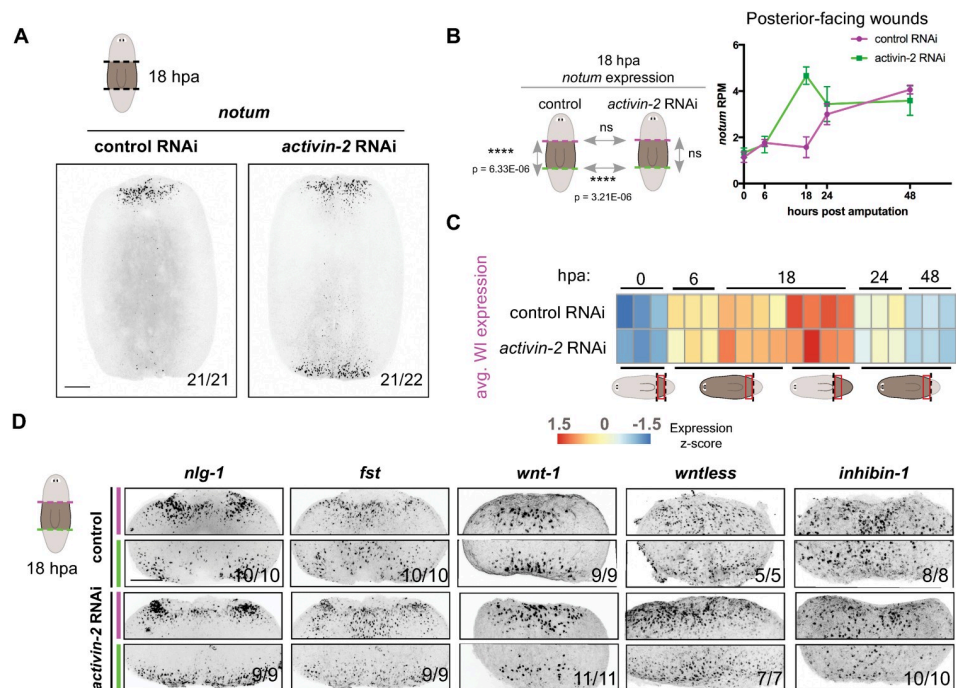 A
18 hpa
notum
control RNAi
activin-2 RNAi
21/21
21/22
B
18 hpa
notum expression
control
activin-2 RNAi
ns
****
p = 6.33E-06
ns
****
p = 3.21E-06
Posterior-facing wounds
control RNAi
activin-2 RNAi
notum RPM
6
4
2
0
0 6 18 24 48
hours post amputation
C
avg. WI expression
hpa: 0 6 18 24 48
control RNAi
activin-2 RNAi
1.5 0 -1.5
Expression
z-score
D
18 hpa
nlg-1 fst wnt-1 wntless inhibin-1
control
10/10 10/10 9/9 5/5 8/8
activin-2 RNAi
9/9 9/9 11/11 7/7 10/10